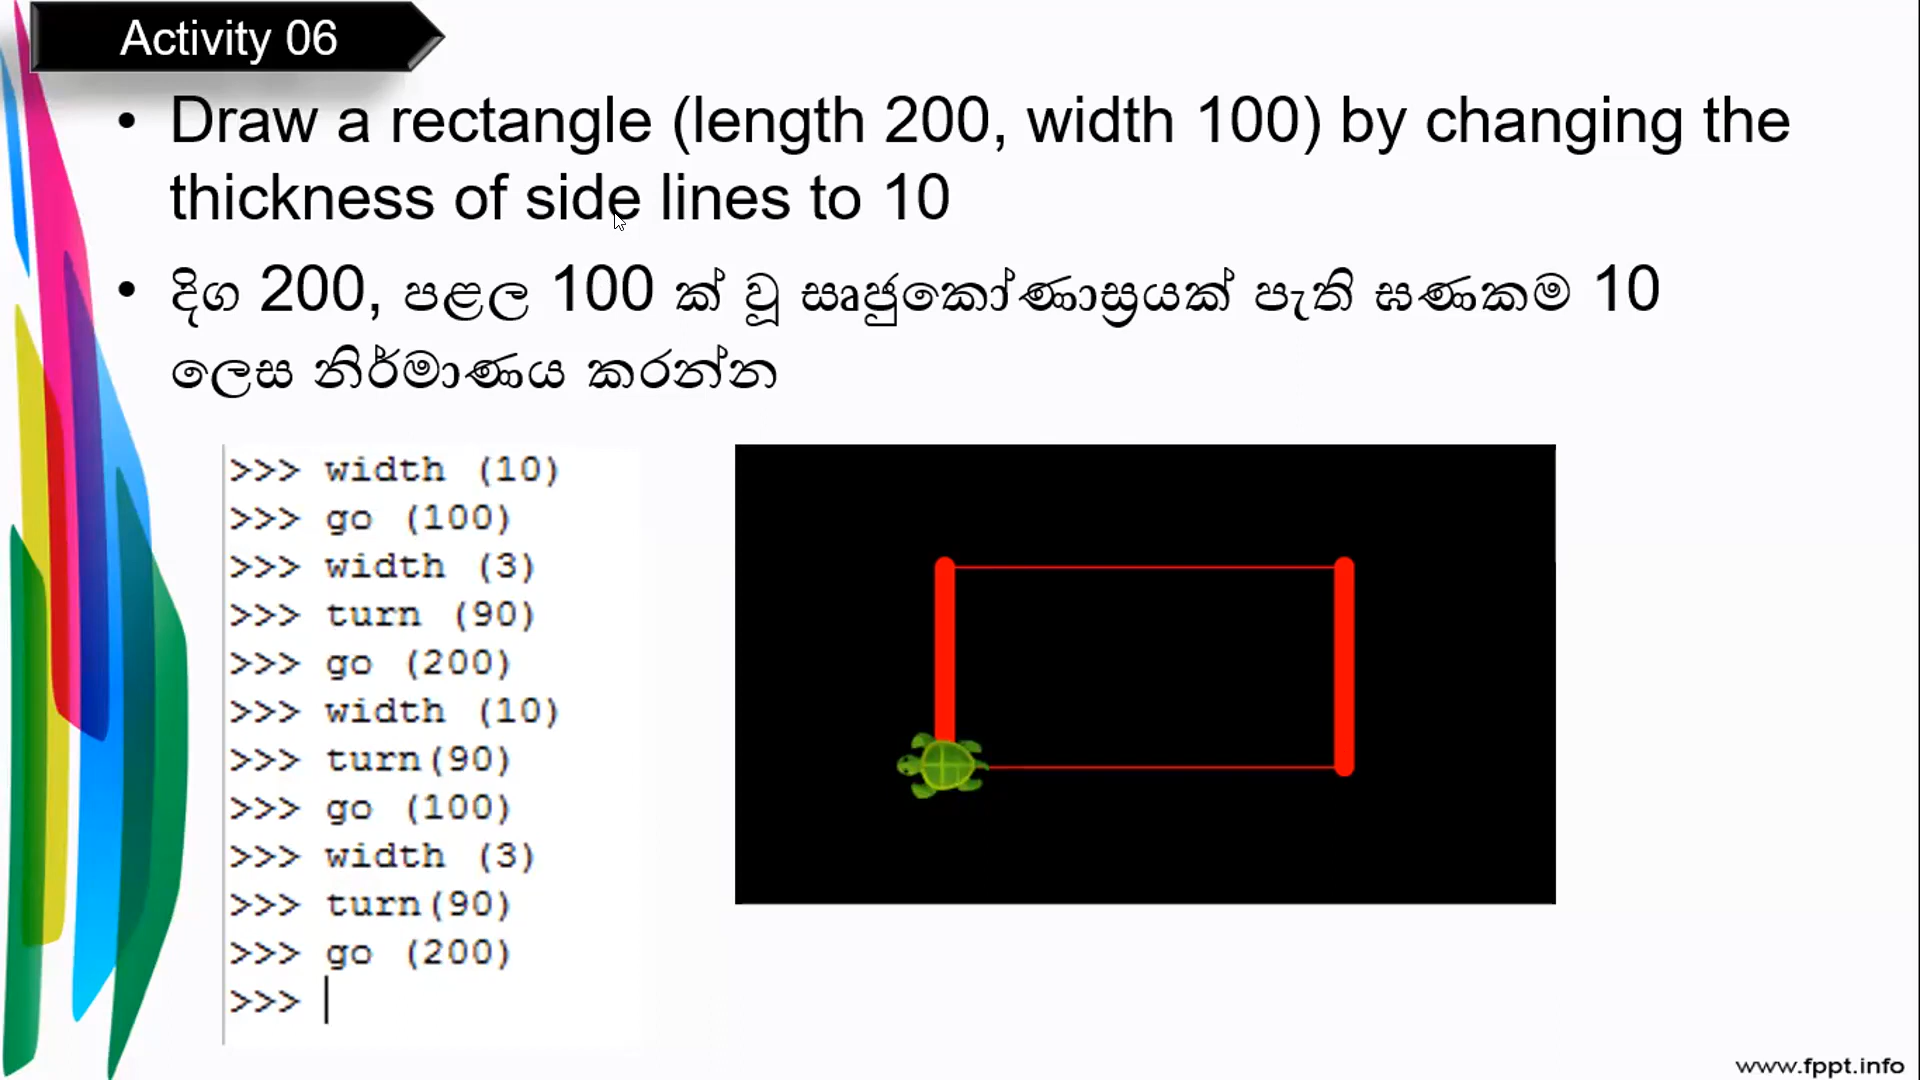 Activity 06
• Draw a rectangle (length 200, width 100) by changing the
thickness of side lines to 10
• දිග 200, පළල 100 ක් වූ සෘජුකෝණාස්‍රයක් පැති ඝණකම 10
ලෙස නිර්මාණය කරන්න
>>> width (10)
>>> go (100)
>>> width (3)
>>> turn (90)
>>> go (200)
>>> width (10)
>>> turn(90)
>>> go (100)
>>> width (3)
>>> turn(90)
>>> go (200)
>>>
www.fppt.info